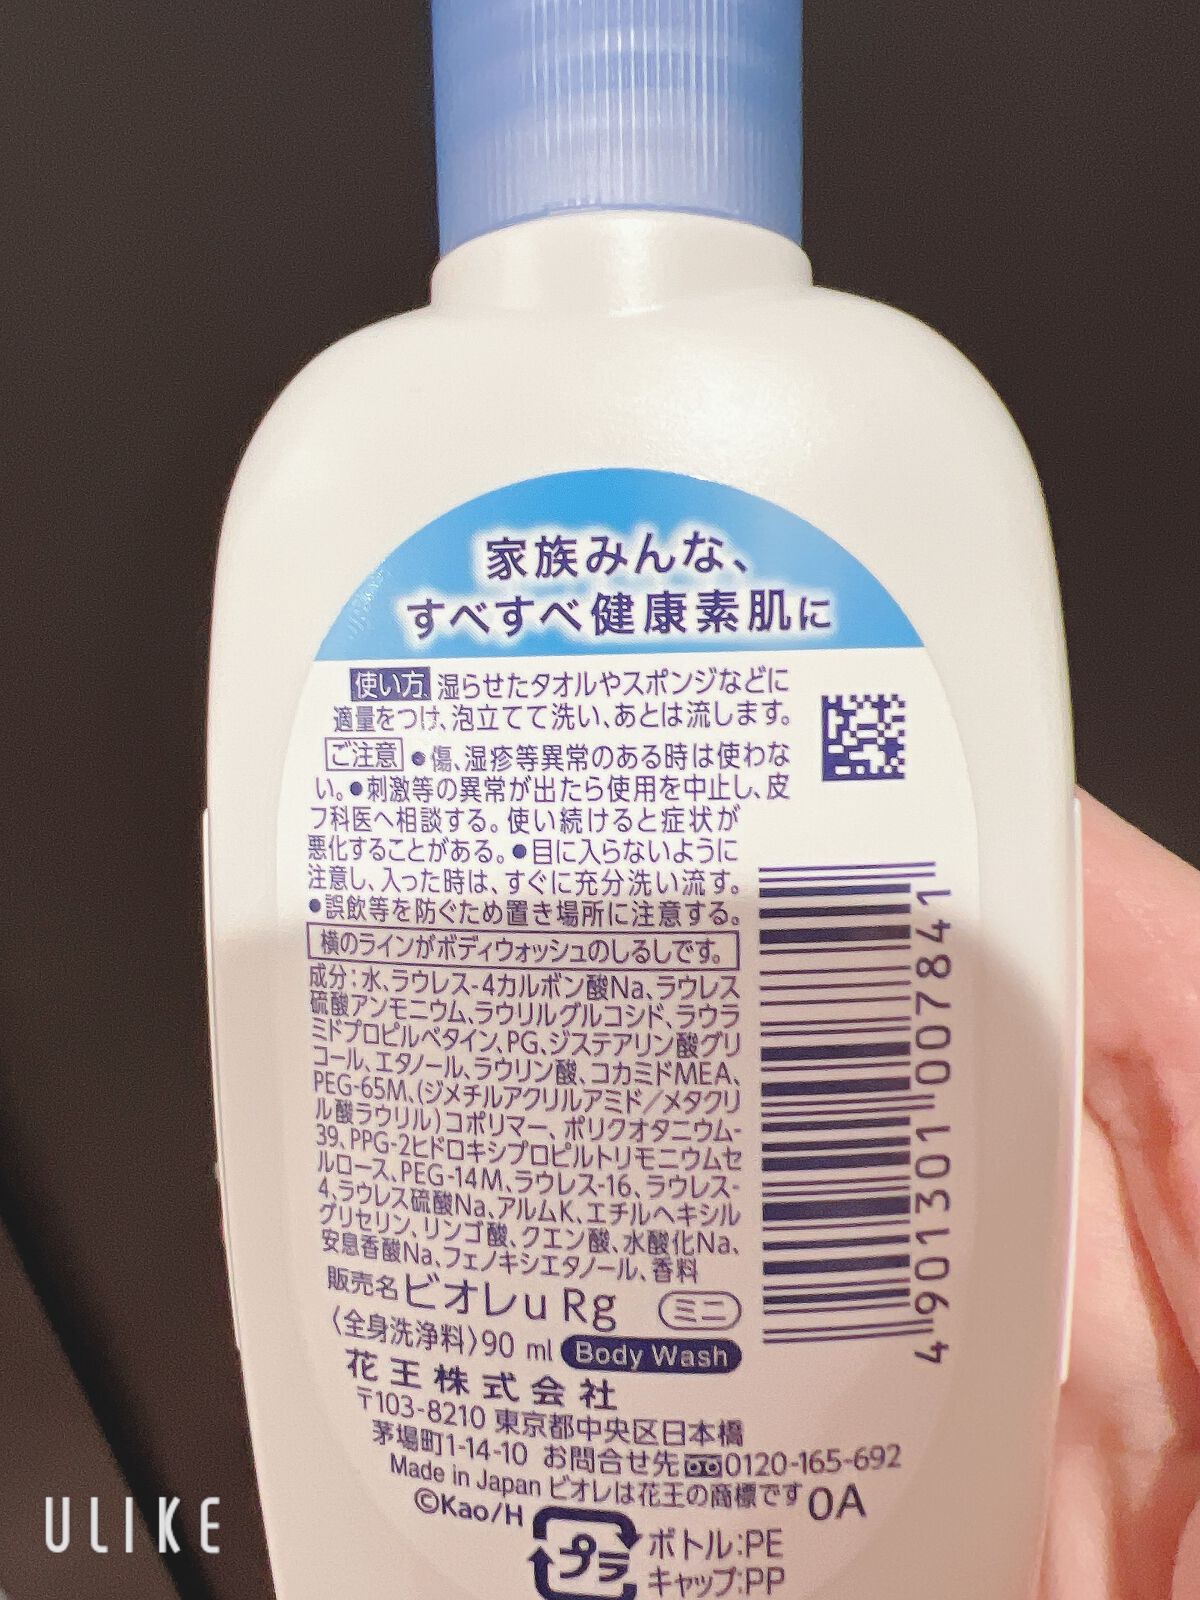 家族みんな、
すべすべ健康素肌に
使い方 湿らせたタオルやスポンジなどに
適量をつけ、泡立てて洗い、あとは流します。
ご注意 ●傷、湿疹等異常のある時は使わな
い。●刺激等の異常が出たら使用を中止し、皮
フ科医へ相談する。使い続けると症状が
悪化することがある。●目に入らないように
注意し、入った時は、すぐに充分洗い流す。
●誤飲等を防ぐため置き場所に注意する。
横のラインがボディウォッシュのしるしです。
成分：水、ラウレス-4カルボン酸Na、ラウレス
硫酸アンモニウム、ラウリルグルコシド、ラウラ
ミドプロピルベタイン、PG、ジステアリン酸グリ
コール、エタノール、ラウリン酸、コカミドMEA、
PEG-65M、(ジメチルアクリルアミド／メタクリ
ル酸ラウリル)コポリマー、ポリクオタニウム-
39、PPG-2ヒドロキシプロピルトリモニウムセ
ルロース、PEG-14M、ラウレス-16、ラウレス-
4、ラウレス硫酸Na、アルムK、エチルヘキシル
グリセリン、リンゴ酸、クエン酸、水酸化Na、
安息香酸Na、フェノキシエタノール、香料
販売名 ビオレu Rg ミニ
〈全身洗浄料〉90 ml Body Wash
花王株式会社
〒103-8210 東京都中央区日本橋
茅場町1-14-10 お問合せ先 0120-165-692
Made in Japan ビオレは花王の商標です 0A
©Kao/H
プラ
ボトル:PE
キャップ:PP
4901301007841
ULIKE